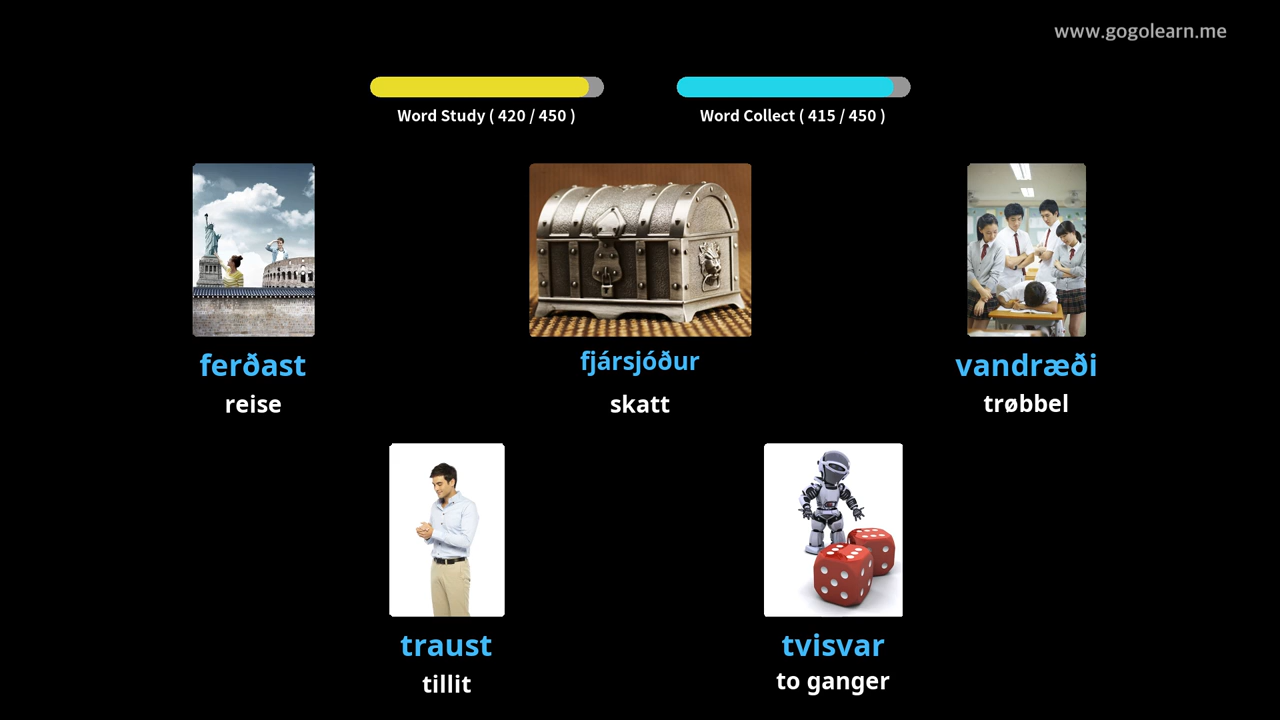 www.gogolearn.me
Word Study ( 420 / 450 )
Word Collect ( 415 / 450 )
ferðast
reise
fjársjóður
skatt
vandræði
trøbbel
traust
tillit
tvisvar
to ganger